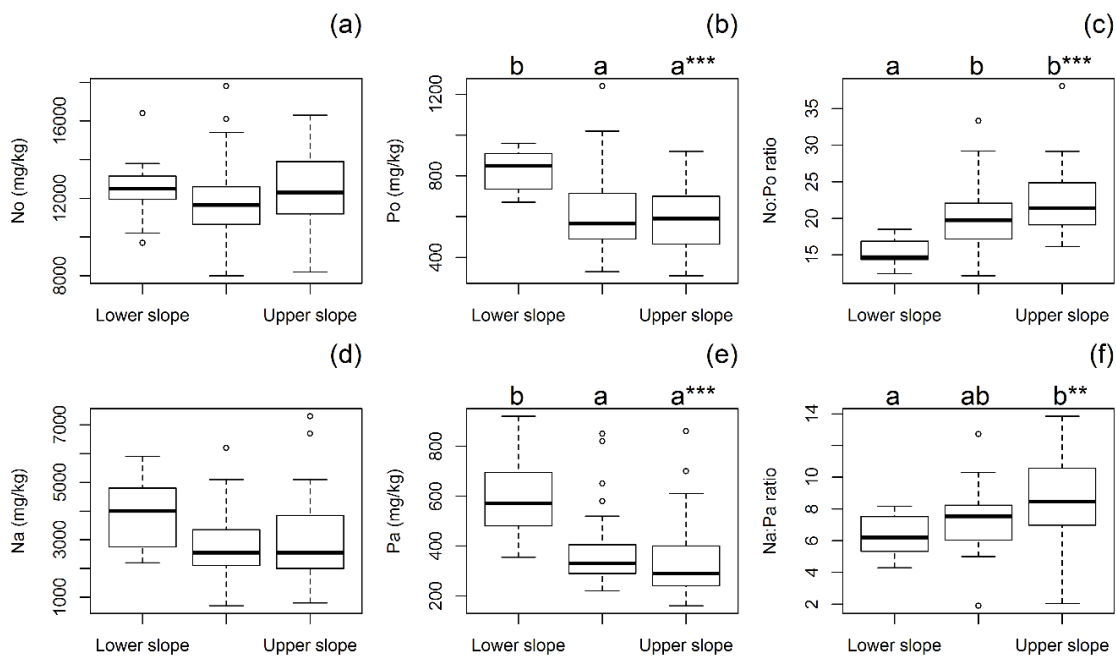 (a)
No (mg/kg)
16000
12000
8000
Lower slope
Upper slope
(b)
b a a***
Po (mg/kg)
1200
800
400
Lower slope
Upper slope
(c)
a b b***
No:Po ratio
35
30
25
20
15
Lower slope
Upper slope
(d)
Na (mg/kg)
7000
5000
3000
1000
Lower slope
Upper slope
(e)
b a a***
Pa (mg/kg)
800
600
400
200
Lower slope
Upper slope
(f)
a ab b**
Na:Pa ratio
14
12
10
8
6
4
2
Lower slope
Upper slope